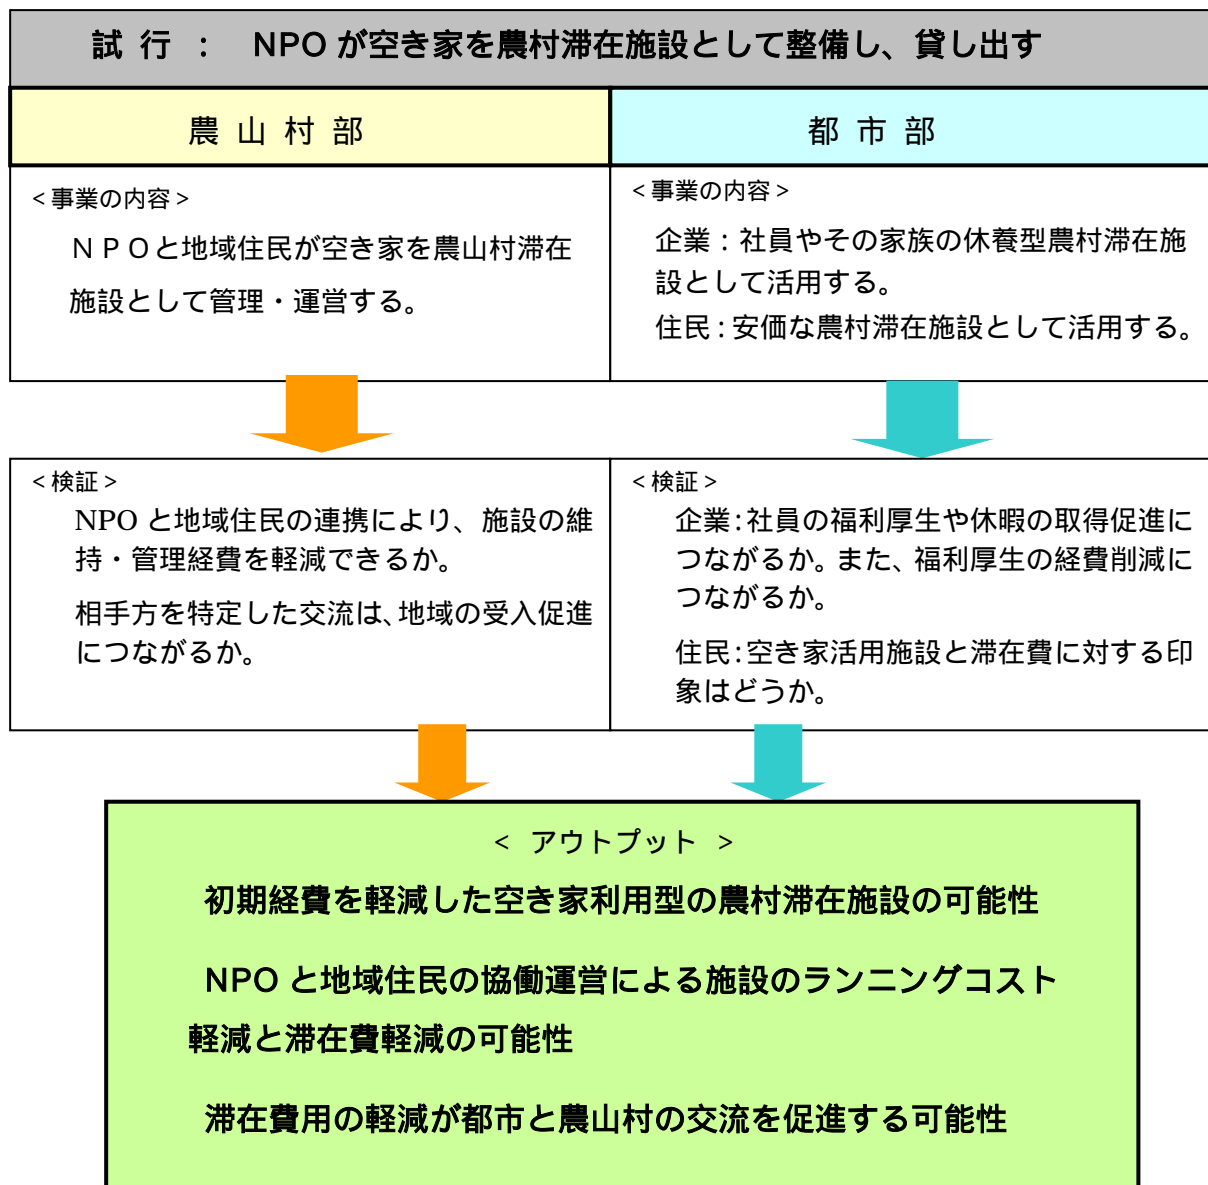 試 行 ： NPO が空き家を農村滞在施設として整備し、貸し出す
農 山 村 部
都 市 部
＜事業の内容＞
ＮＰＯと地域住民が空き家を農山村滞在
施設として管理・運営する。
＜事業の内容＞
企業：社員やその家族の休養型農村滞在施
設として活用する。
住民：安価な農村滞在施設として活用する。
＜検証＞
NPO と地域住民の連携により、施設の維
持・管理経費を軽減できるか。
相手方を特定した交流は、地域の受入促進
につながるか。
＜検証＞
企業：社員の福利厚生や休暇の取得促進に
つながるか。また、福利厚生の経費削減に
つながるか。
住民：空き家活用施設と滞在費に対する印
象はどうか。
＜ アウトプット ＞
初期経費を軽減した空き家利用型の農村滞在施設の可能性
NPO と地域住民の協働運営による施設のランニングコスト
軽減と滞在費軽減の可能性
滞在費用の軽減が都市と農山村の交流を促進する可能性